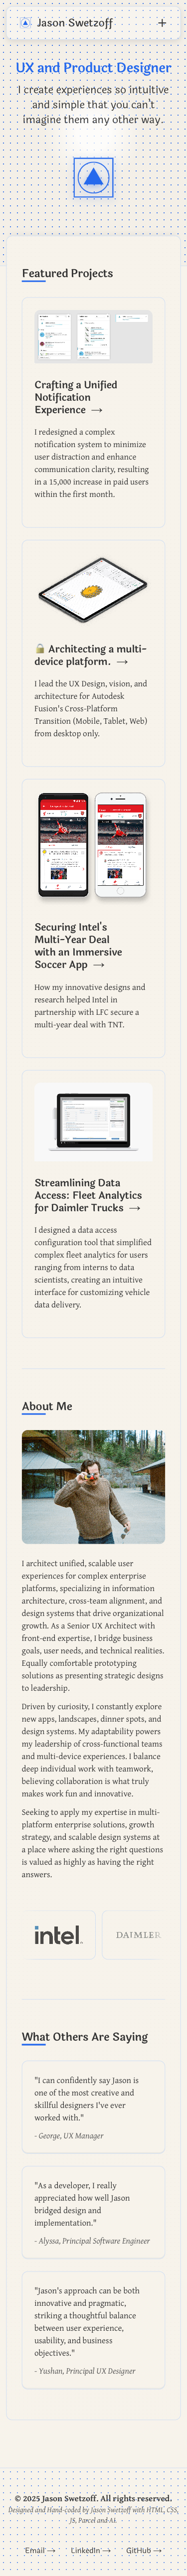 Jason Swetzoff +
UX and Product Designer
I create experiences so intuitive
and simple that you can't
imagine them any other way.
Featured Projects
Crafting a Unified
Notification
Experience →
I redesigned a complex
notification system to minimize
user distraction and enhance
communication clarity, resulting
in a 15,000 increase in paid users
within the first month.
🔒 Architecting a multi-
device platform. →
I lead the UX Design, vision, and
architecture for Autodesk
Fusion's Cross-Platform
Transition (Mobile, Tablet, Web)
from desktop only.
Securing Intel's
Multi-Year Deal
with an Immersive
Soccer App →
How my innovative designs and
research helped Intel in
partnership with LFC secure a
multi-year deal with TNT.
Streamlining Data
Access: Fleet Analytics
for Daimler Trucks →
I designed a data access
configuration tool that simplified
complex fleet analytics for users
ranging from interns to data
scientists, creating an intuitive
interface for customizing vehicle
data delivery.
About Me
I architect unified, scalable user
experiences for complex enterprise
platforms, specializing in information
architecture, cross-team alignment, and
design systems that drive organizational
growth. As a Senior UX Architect with
front-end expertise, I bridge business
goals, user needs, and technical realities.
Equally comfortable prototyping
solutions as presenting strategic designs
to leadership.
Driven by curiosity, I constantly explore
new apps, landscapes, dinner spots, and
design systems. My adaptability powers
my leadership of cross-functional teams
and multi-device experiences. I balance
deep individual work with teamwork,
believing collaboration is what truly
makes work fun and innovative.
Seeking to apply my expertise in multi-
platform enterprise solutions, growth
strategy, and scalable design systems at
a place where asking the right questions
is valued as highly as having the right
answers.
intel. DAIMLER
What Others Are Saying
"I can confidently say Jason is
one of the most creative and
skillful designers I've ever
worked with."
- George, UX Manager
"As a developer, I really
appreciated how well Jason
bridged design and
implementation."
- Alyssa, Principal Software Engineer
"Jason's approach can be both
innovative and pragmatic,
striking a thoughtful balance
between user experience,
usability, and business
objectives."
- Yushan, Principal UX Designer
© 2025 Jason Swetzoff. All rights reserved.
Designed and Hand-coded by Jason Swetzoff with HTML, CSS,
JS, Parcel and AI.
Email → LinkedIn → GitHub →